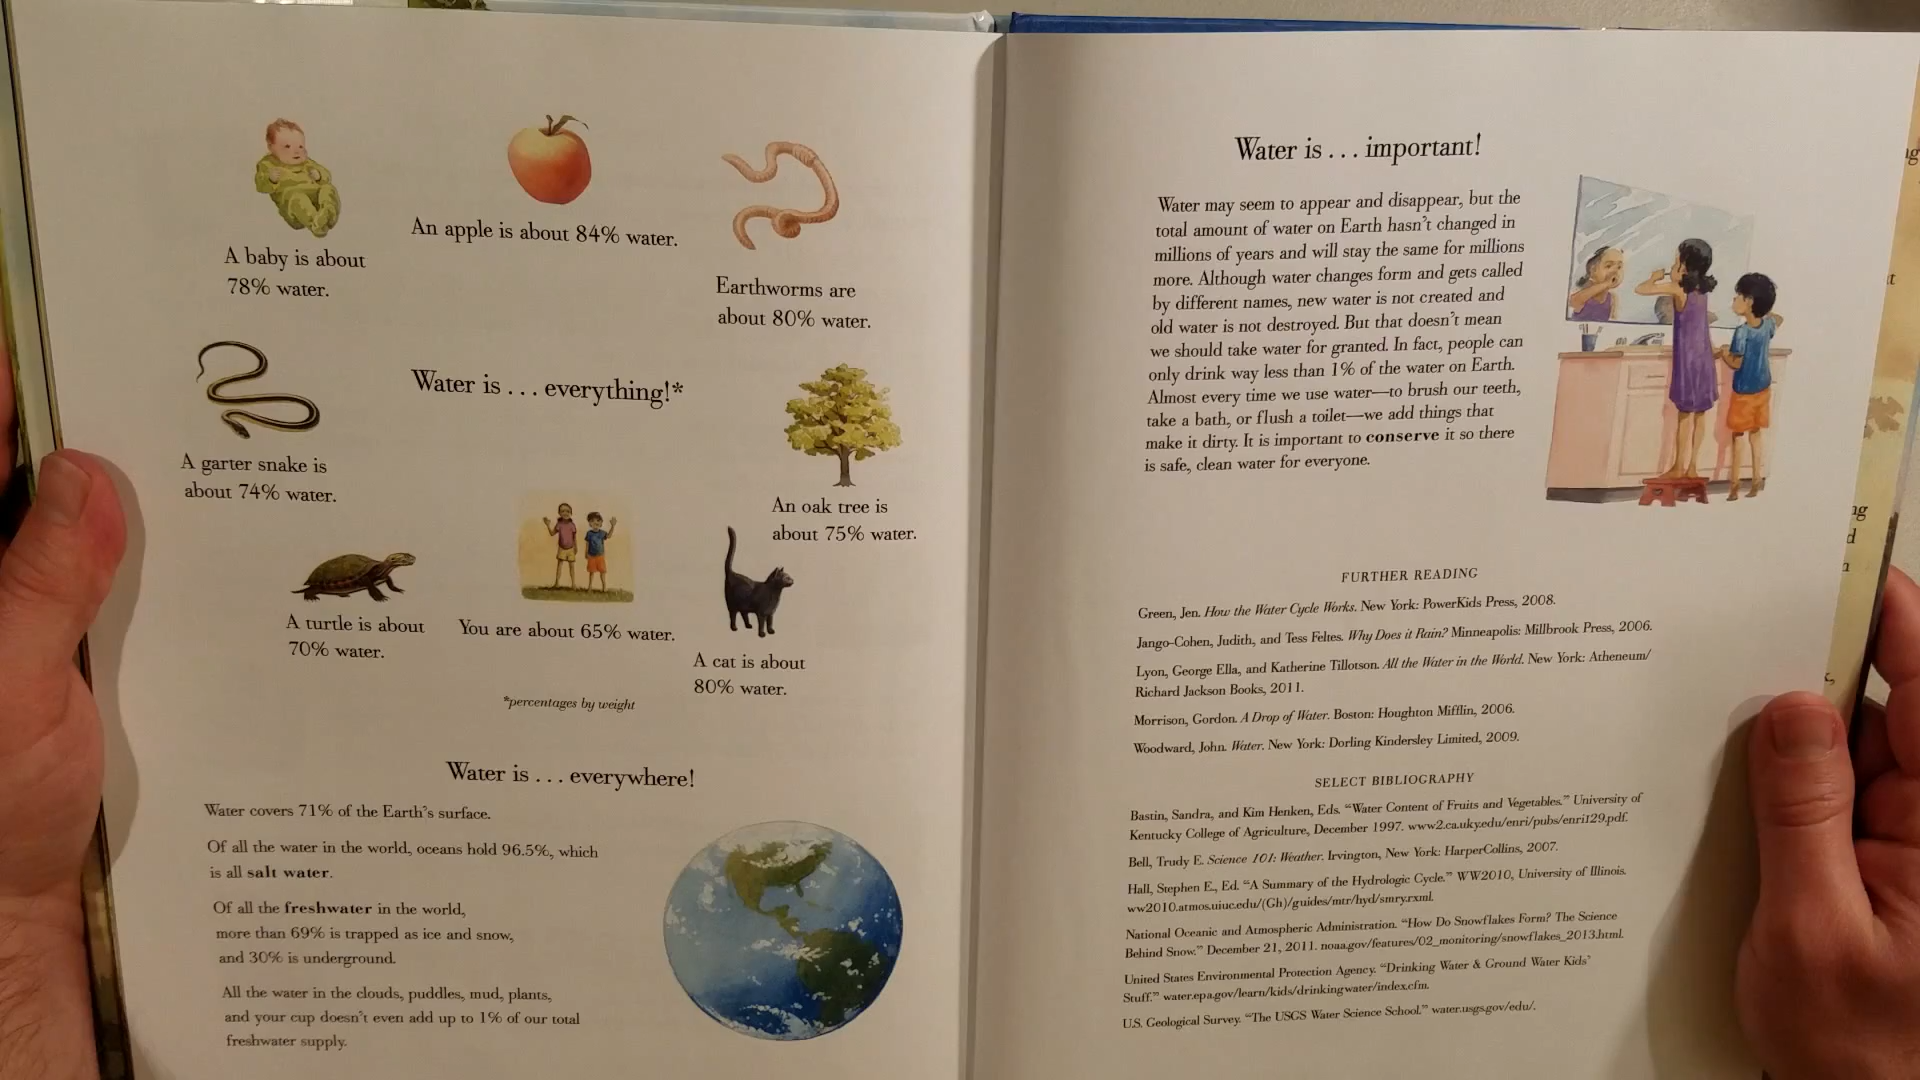 A baby is about
78% water.
An apple is about 84% water.
Earthworms are
about 80% water.
Water is . . . everything!*
A garter snake is
about 74% water.
An oak tree is
about 75% water.
A turtle is about
70% water.
You are about 65% water.
A cat is about
80% water.
*percentages by weight
Water is . . . everywhere!
Water covers 71% of the Earth's surface.
Of all the water in the world, oceans hold 96.5%, which
is all salt water.
Of all the freshwater in the world,
more than 69% is trapped as ice and snow,
and 30% is underground.
All the water in the clouds, puddles, mud, plants,
and your cup doesn't even add up to 1% of our total
freshwater supply.
Water is . . . important!
Water may seem to appear and disappear, but the
total amount of water on Earth hasn't changed in
millions of years and will stay the same for millions
more. Although water changes form and gets called
by different names, new water is not created and
old water is not destroyed. But that doesn't mean
we should take water for granted. In fact, people can
only drink way less than 1% of the water on Earth.
Almost every time we use water—to brush our teeth,
take a bath, or flush a toilet—we add things that
make it dirty. It is important to conserve it so there
is safe, clean water for everyone.
FURTHER READING
Green, Jen. How the Water Cycle Works. New York: PowerKids Press, 2008.
Jango-Cohen, Judith, and Tess Feltes. Why Does it Rain? Minneapolis: Millbrook Press, 2006.
Lyon, George Ella, and Katherine Tillotson. All the Water in the World. New York: Atheneum/
Richard Jackson Books, 2011.
Morrison, Gordon. A Drop of Water. Boston: Houghton Mifflin, 2006.
Woodward, John. Water. New York: Dorling Kindersley Limited, 2009.
SELECT BIBLIOGRAPHY
Bastin, Sandra, and Kim Henken, Eds. “Water Content of Fruits and Vegetables.” University of
Kentucky College of Agriculture, December 1997. www2.ca.uky.edu/enri/pubs/enri129.pdf.
Bell, Trudy E. Science 101: Weather. Irvington, New York: HarperCollins, 2007.
Hall, Stephen E., Ed. “A Summary of the Hydrologic Cycle.” WW2010, University of Illinois.
ww2010.atmos.uiuc.edu/(Gh)/guides/mtr/hyd/smry.rxml.
National Oceanic and Atmospheric Administration. “How Do Snowflakes Form? The Science
Behind Snow.” December 21, 2011. noaa.gov/features/02_monitoring/snowflakes_2013.html.
United States Environmental Protection Agency. “Drinking Water & Ground Water Kids'
Stuff.” water.epa.gov/learn/kids/drinkingwater/index.cfm.
U.S. Geological Survey. “The USGS Water Science School.” water.usgs.gov/edu/.